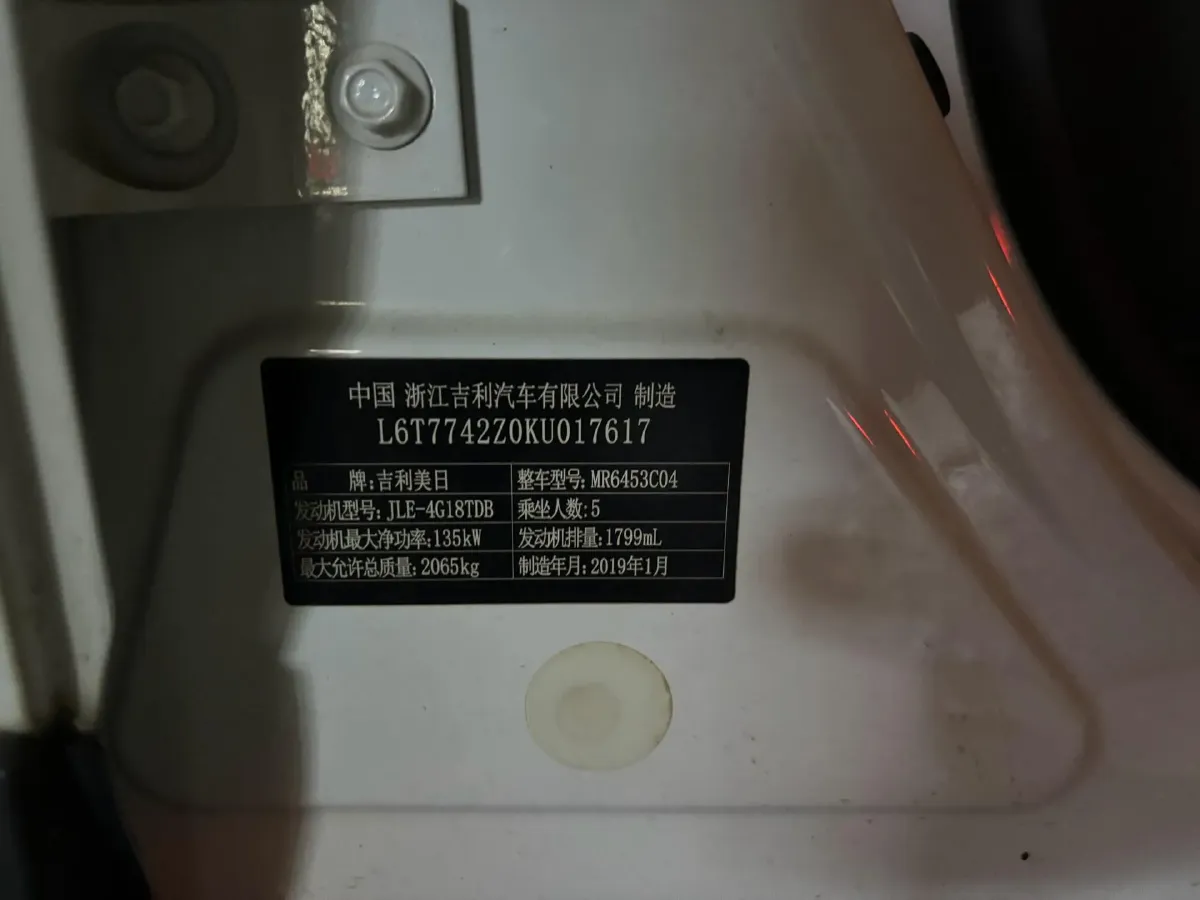 中国 浙江吉利汽车有限公司 制造
L6T7742Z0KU017617
品 牌:吉利美日 整车型号:MR6453C04
发动机型号:JLE-4G18TDB 乘坐人数:5
发动机最大净功率:135kW 发动机排量:1799mL
最大允许总质量:2065kg 制造年月:2019年1月